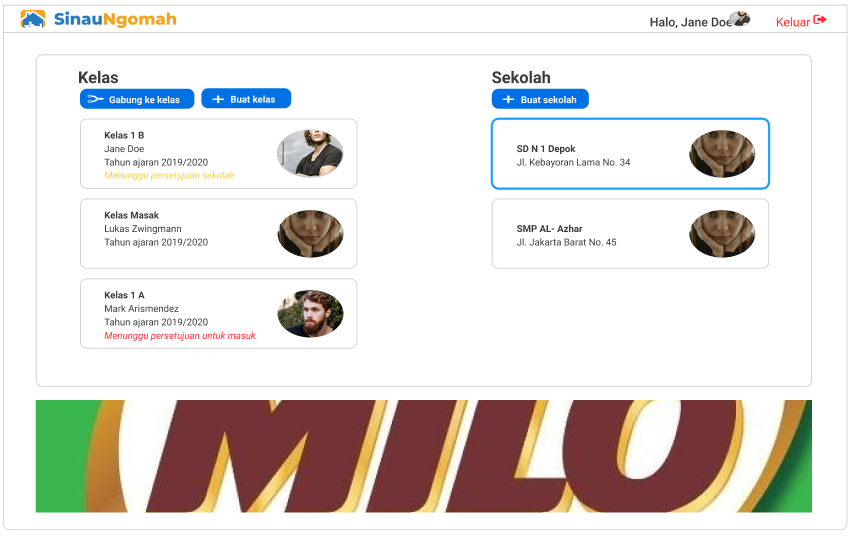 SinauNgomah
Halo, Jane Doe
Keluar
Kelas
Gabung ke kelas
Buat kelas
Kelas 1 B
Jane Doe
Tahun ajaran 2019/2020
Menunggu persetujuan sekolah
Kelas Masak
Lukas Zwingmann
Tahun ajaran 2019/2020
Kelas 1 A
Mark Arismendez
Tahun ajaran 2019/2020
Menunggu persetujuan untuk masuk
Sekolah
Buat sekolah
SD N 1 Depok
Jl. Kebayoran Lama No. 34
SMP AL- Azhar
Jl. Jakarta Barat No. 45
MILO